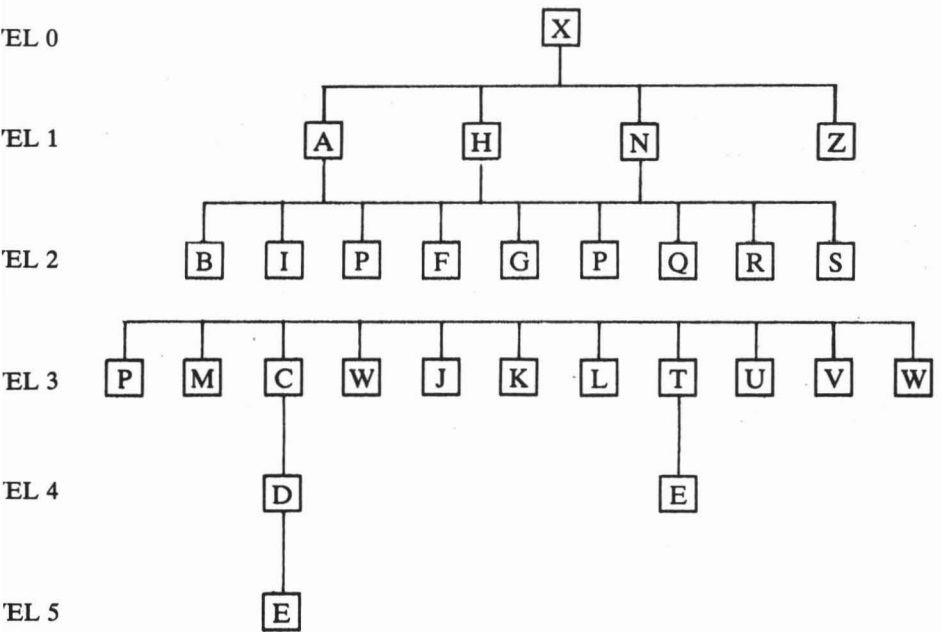 EL 0 X
EL 1 A H N Z
EL 2 B I P F G P Q R S
EL 3 P M C W J K L T U V W
EL 4 D E
EL 5 E